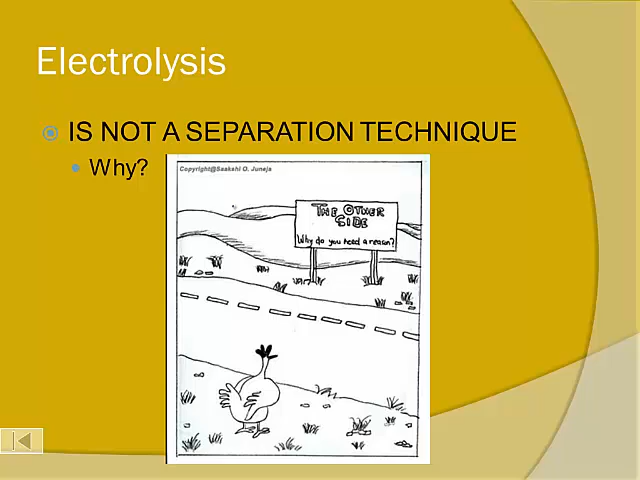 Electrolysis
IS NOT A SEPARATION TECHNIQUE
Why?
Copyright@Saakshi O. Juneja
THE OTHER
SIDE
Why do you need a reason?